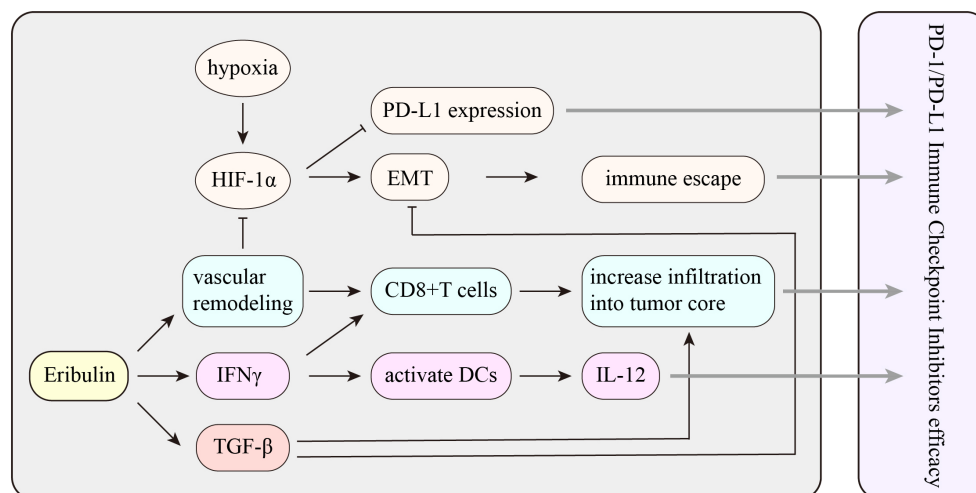 hypoxia
PD-L1 expression
HIF-1α
EMT
immune escape
vascular
remodeling
CD8+T cells
increase infiltration
into tumor core
Eribulin
IFNγ
activate DCs
IL-12
TGF-β
PD-1/PD-L1 Immune Checkpoint Inhibitors efficacy